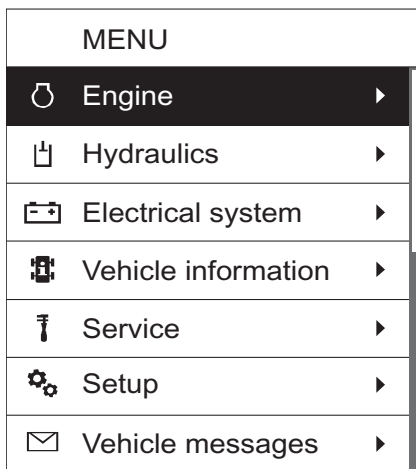 MENU
Engine
Hydraulics
Electrical system
Vehicle information
Service
Setup
Vehicle messages